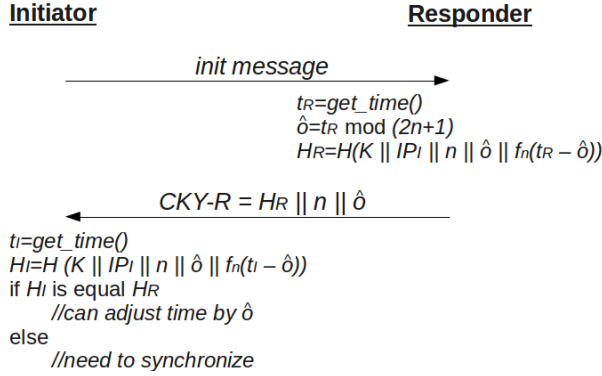 Initiator
Responder
init message
tR=get_time()
ô=tR mod (2n+1)
HR=H(K || IPI || n || ô || fn(tR – ô))
CKY-R = HR || n || ô
tI=get_time()
HI=H (K || IPI || n || ô || fn(tI – ô))
if HI is equal HR
//can adjust time by ô
else
//need to synchronize